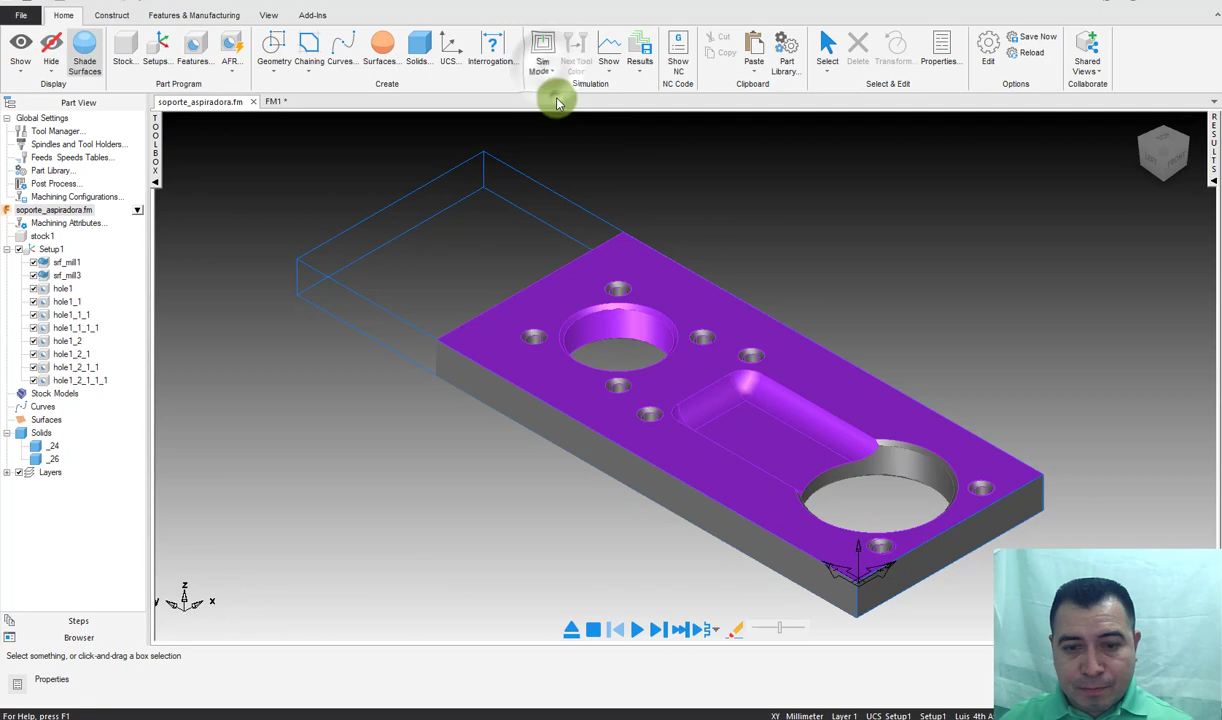 File Home Construct Features & Manufacturing View Add-Ins
Show Hide Shade Surfaces Stock... Setups... Features... AFR... Geometry Chaining Curves... Surfaces... Solids... UCS... Interrogation... Sim Mode Next Tool Color Show Results Show NC Cut Copy Paste Part Library... Select Delete Transform... Properties... Edit Save Now Reload Shared Views
Display Part Program Create Simulation NC Code Clipboard Select & Edit Options Collaborate
Part View soporte_aspiradora.fm FM1 *
Global Settings
Tool Manager...
Spindles and Tool Holders...
Feeds Speeds Tables...
Part Library...
Post Process...
Machining Configurations...
soporte_aspiradora.fm
Machining Attributes...
stock1
Setup1
srf_mill1
srf_mill3
hole1
hole1_1
hole1_1_1
hole1_1_1_1
hole1_2
hole1_2_1
hole1_2_1_1
hole1_2_1_1_1
Stock Models
Curves
Surfaces
Solids
_24
_26
Layers
TOOLBOX
RESULTS
LEFT FRONT
z
y x
Steps
Browser
Select something, or click-and-drag a box selection
Properties
For Help, press F1 XY Millimeter Layer 1 UCS Setup1 Setup1 Luis 4th A